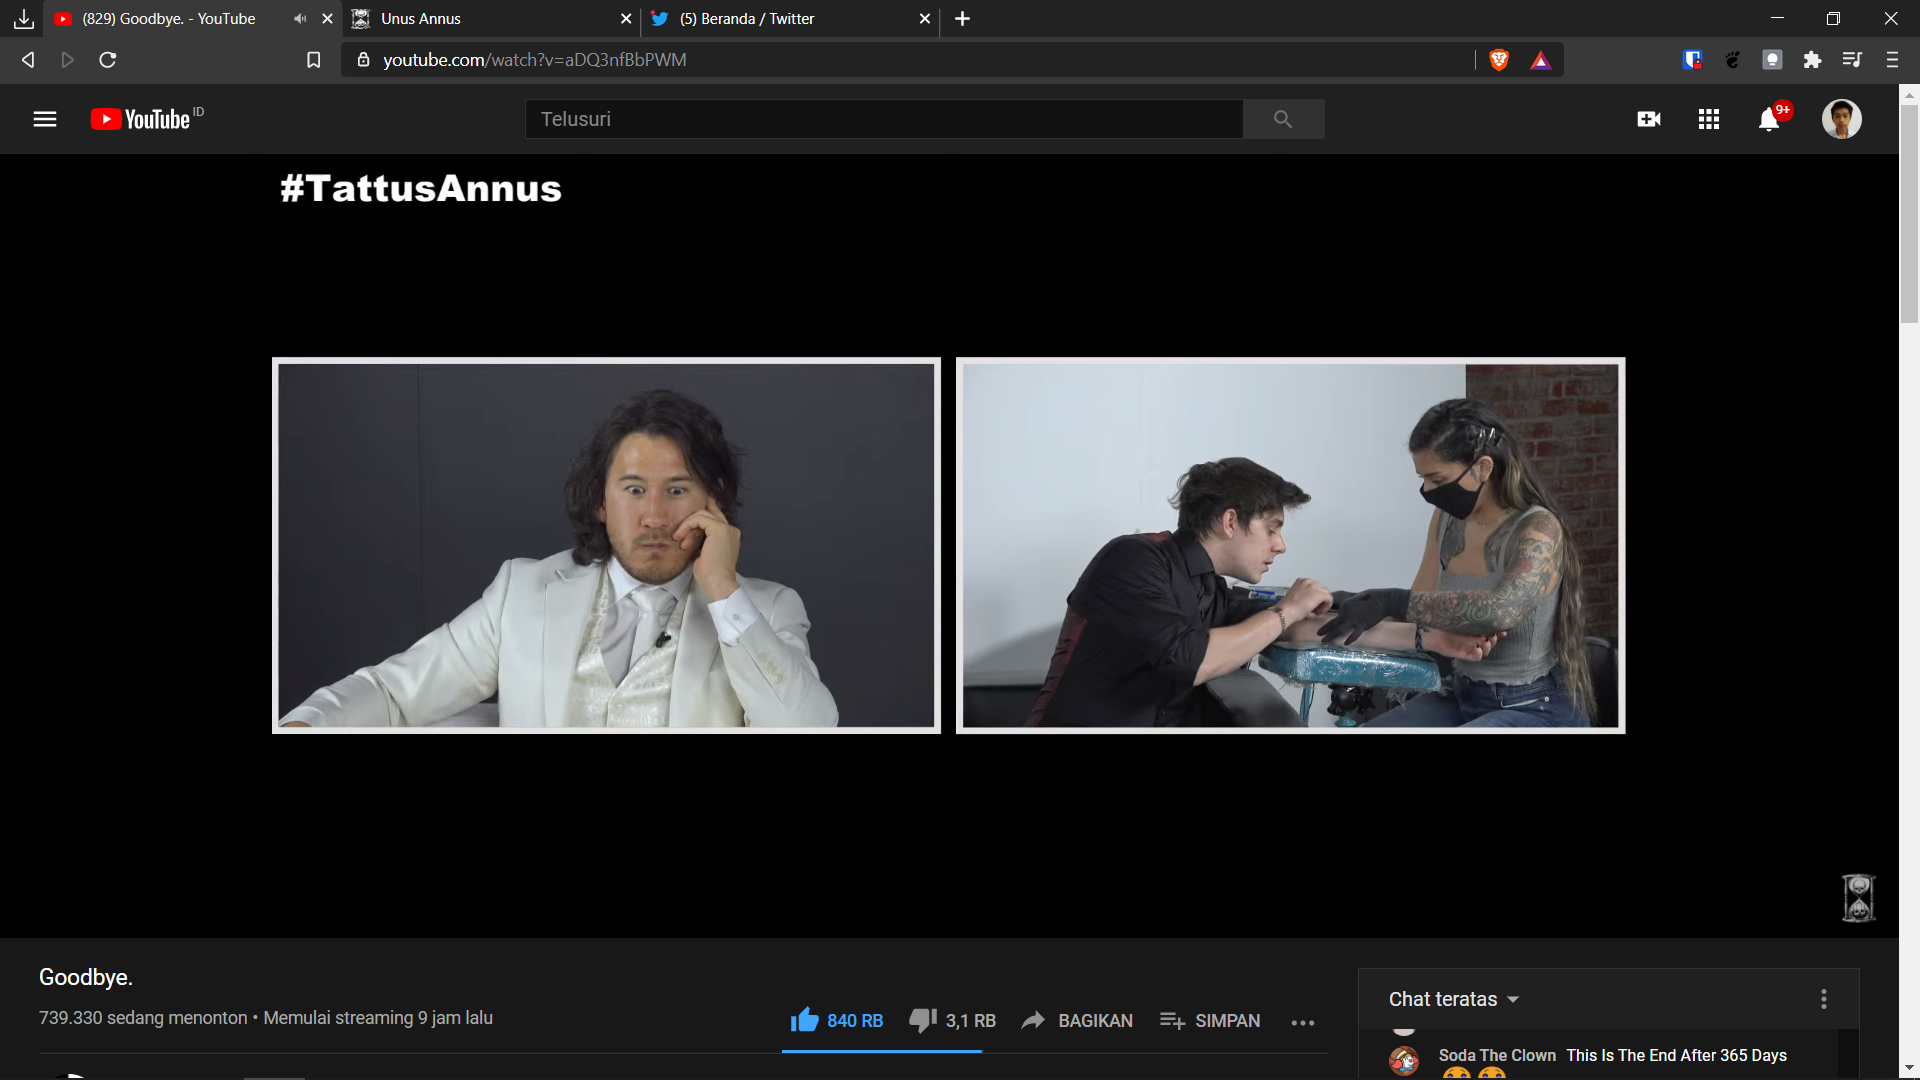 (829) Goodbye. - YouTube
Unus Annus
(5) Beranda / Twitter
youtube.com/watch?v=aDQ3nfBbPWM
YouTube ID
Telusuri
9+
#TattusAnnus
Goodbye.
739.330 sedang menonton • Memulai streaming 9 jam lalu
840 RB
3,1 RB
BAGIKAN
SIMPAN
Chat teratas
Soda The Clown This Is The End After 365 Days